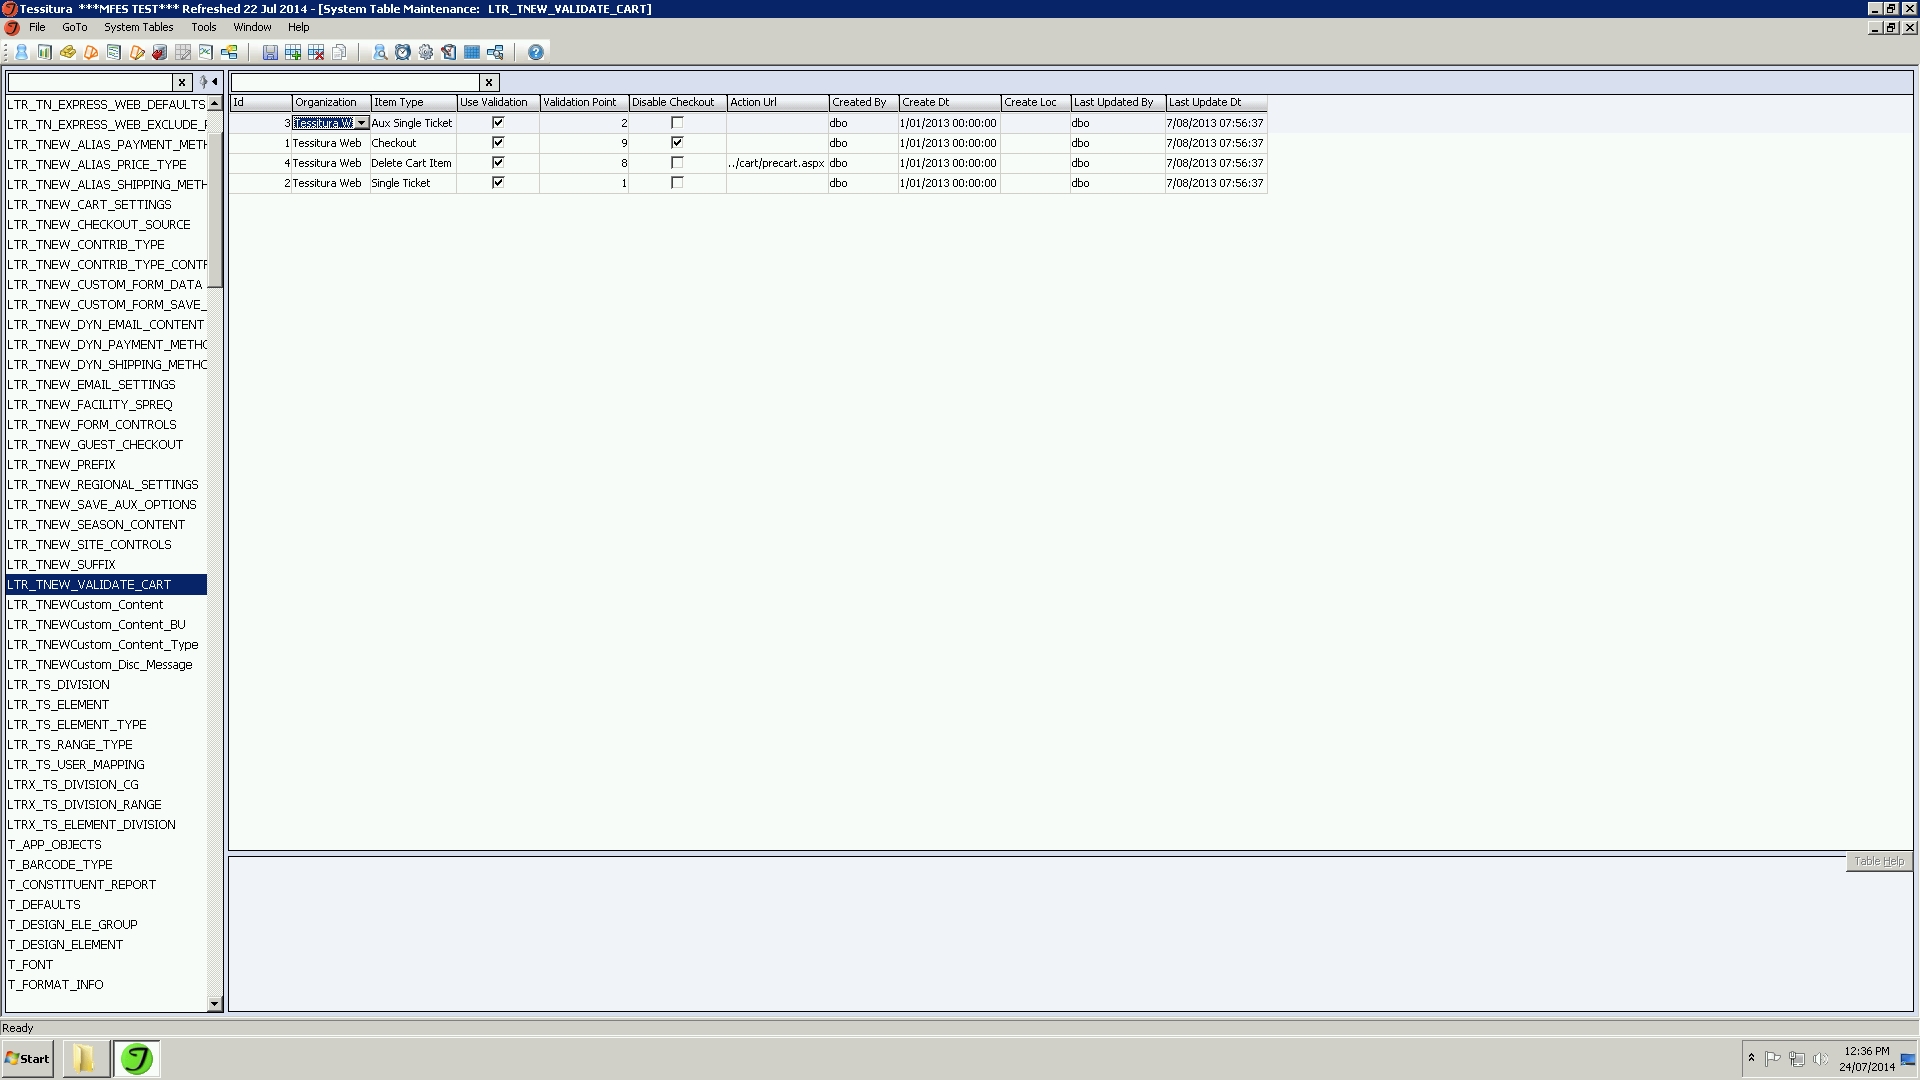 Tessitura ***MFES TEST*** Refreshed 22 Jul 2014 - [System Table Maintenance: LTR_TNEW_VALIDATE_CART]
File GoTo System Tables Tools Window Help
x
x
Id Organization Item Type Use Validation Validation Point Disable Checkout Action Url Created By Create Dt Create Loc Last Updated By Last Update Dt
3 Tessitura W Aux Single Ticket 2 dbo 1/01/2013 00:00:00 dbo 7/08/2013 07:56:37
1 Tessitura Web Checkout 9 dbo 1/01/2013 00:00:00 dbo 7/08/2013 07:56:37
4 Tessitura Web Delete Cart Item 8 ../cart/precart.aspx dbo 1/01/2013 00:00:00 dbo 7/08/2013 07:56:37
2 Tessitura Web Single Ticket 1 dbo 1/01/2013 00:00:00 dbo 7/08/2013 07:56:37
LTR_TN_EXPRESS_WEB_DEFAULTS
LTR_TN_EXPRESS_WEB_EXCLUDE_F
LTR_TNEW_ALIAS_PAYMENT_METH
LTR_TNEW_ALIAS_PRICE_TYPE
LTR_TNEW_ALIAS_SHIPPING_METH
LTR_TNEW_CART_SETTINGS
LTR_TNEW_CHECKOUT_SOURCE
LTR_TNEW_CONTRIB_TYPE
LTR_TNEW_CONTRIB_TYPE_CONTR
LTR_TNEW_CUSTOM_FORM_DATA
LTR_TNEW_CUSTOM_FORM_SAVE_
LTR_TNEW_DYN_EMAIL_CONTENT
LTR_TNEW_DYN_PAYMENT_METHO
LTR_TNEW_DYN_SHIPPING_METHO
LTR_TNEW_EMAIL_SETTINGS
LTR_TNEW_FACILITY_SPREQ
LTR_TNEW_FORM_CONTROLS
LTR_TNEW_GUEST_CHECKOUT
LTR_TNEW_PREFIX
LTR_TNEW_REGIONAL_SETTINGS
LTR_TNEW_SAVE_AUX_OPTIONS
LTR_TNEW_SEASON_CONTENT
LTR_TNEW_SITE_CONTROLS
LTR_TNEW_SUFFIX
LTR_TNEW_VALIDATE_CART
LTR_TNEWCustom_Content
LTR_TNEWCustom_Content_BU
LTR_TNEWCustom_Content_Type
LTR_TNEWCustom_Disc_Message
LTR_TS_DIVISION
LTR_TS_ELEMENT
LTR_TS_ELEMENT_TYPE
LTR_TS_RANGE_TYPE
LTR_TS_USER_MAPPING
LTRX_TS_DIVISION_CG
LTRX_TS_DIVISION_RANGE
LTRX_TS_ELEMENT_DIVISION
T_APP_OBJECTS
T_BARCODE_TYPE
T_CONSTITUENT_REPORT
T_DEFAULTS
T_DESIGN_ELE_GROUP
T_DESIGN_ELEMENT
T_FONT
T_FORMAT_INFO
Table Help
Ready
Start
12:36 PM
24/07/2014